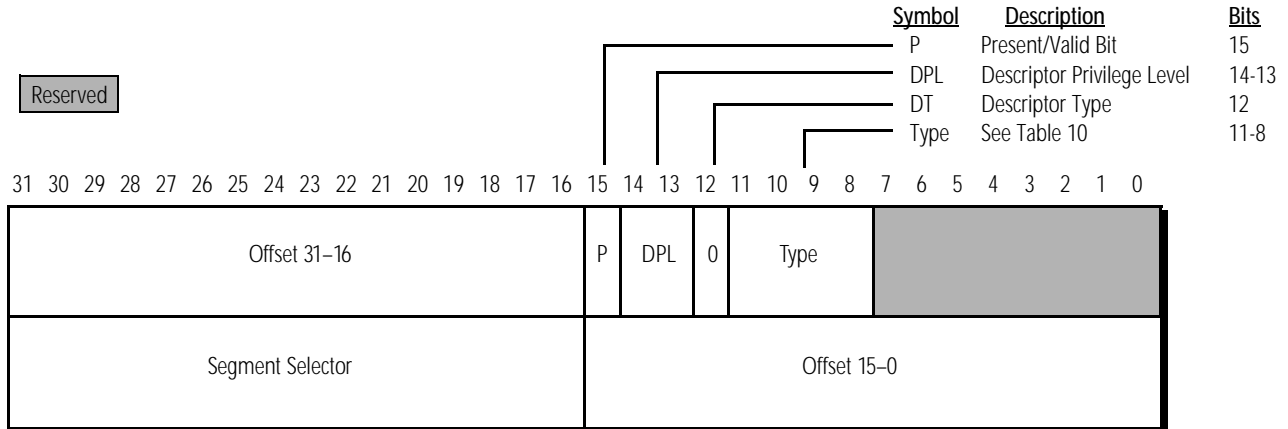 Symbol Description Bits
P Present/Valid Bit 15
DPL Descriptor Privilege Level 14-13
DT Descriptor Type 12
Type See Table 10 11-8
Reserved
31 30 29 28 27 26 25 24 23 22 21 20 19 18 17 16 15 14 13 12 11 10 9 8 7 6 5 4 3 2 1 0
Offset 31–16 P DPL 0 Type
Segment Selector Offset 15–0